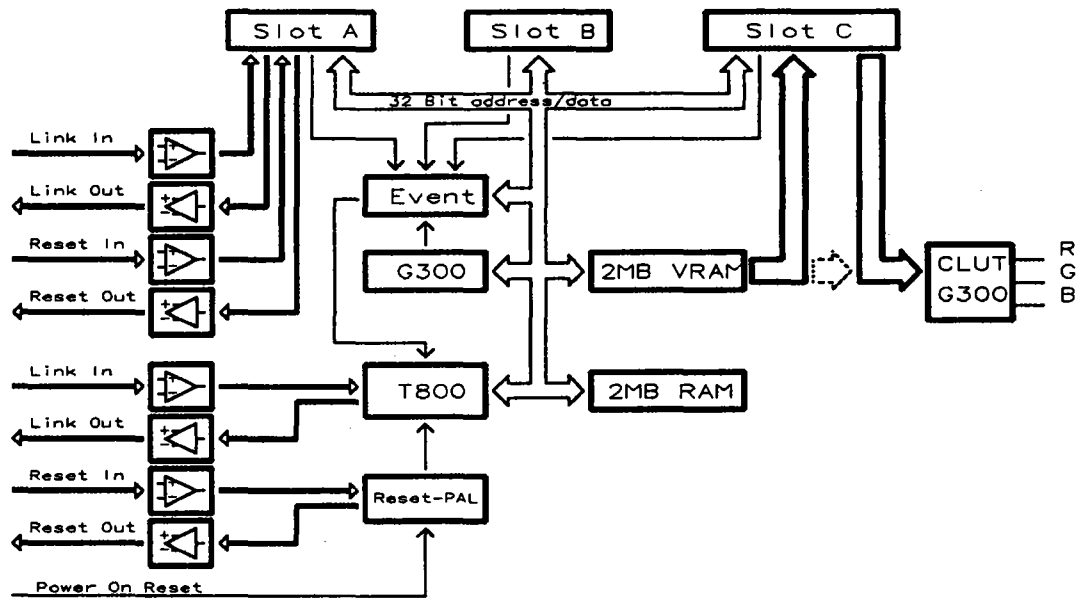 Slot A
Slot B
Slot C
32 Bit address/data
Link In
Link Out
Event
Reset In
G300
2MB VRAM
CLUT
G300
R
G
B
Reset Out
Link In
T800
2MB RAM
Link Out
Reset In
Reset-PAL
Reset Out
Power On Reset